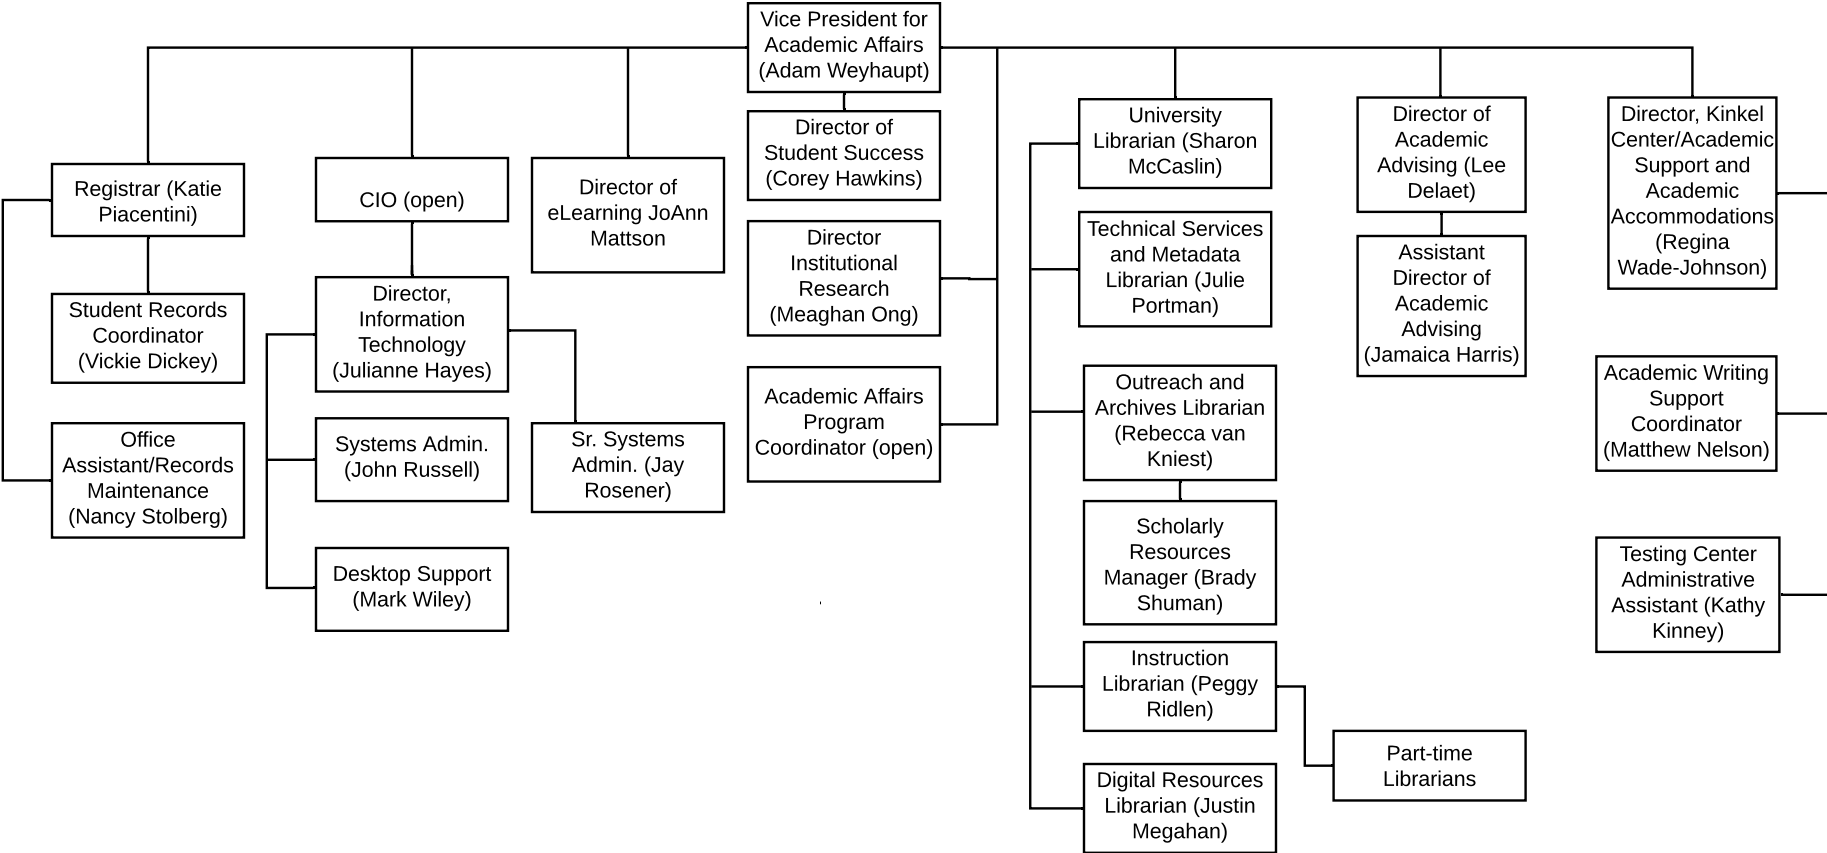 Vice President for
Academic Affairs
(Adam Weyhaupt)
Registrar (Katie
Piacentini)
Student Records
Coordinator
(Vickie Dickey)
Office
Assistant/Records
Maintenance
(Nancy Stolberg)
CIO (open)
Director,
Information
Technology
(Julianne Hayes)
Systems Admin.
(John Russell)
Desktop Support
(Mark Wiley)
Director of
eLearning JoAnn
Mattson
Sr. Systems
Admin. (Jay
Rosener)
Director of
Student Success
(Corey Hawkins)
Director
Institutional
Research
(Meaghan Ong)
Academic Affairs
Program
Coordinator (open)
University
Librarian (Sharon
McCaslin)
Technical Services
and Metadata
Librarian (Julie
Portman)
Outreach and
Archives Librarian
(Rebecca van
Kniest)
Scholarly
Resources
Manager (Brady
Shuman)
Instruction
Librarian (Peggy
Ridlen)
Digital Resources
Librarian (Justin
Megahan)
Part-time
Librarians
Director of
Academic
Advising (Lee
Delaet)
Assistant
Director of
Academic
Advising
(Jamaica Harris)
Director, Kinkel
Center/Academic
Support and
Academic
Accommodations
(Regina
Wade-Johnson)
Academic Writing
Support
Coordinator
(Matthew Nelson)
Testing Center
Administrative
Assistant (Kathy
Kinney)